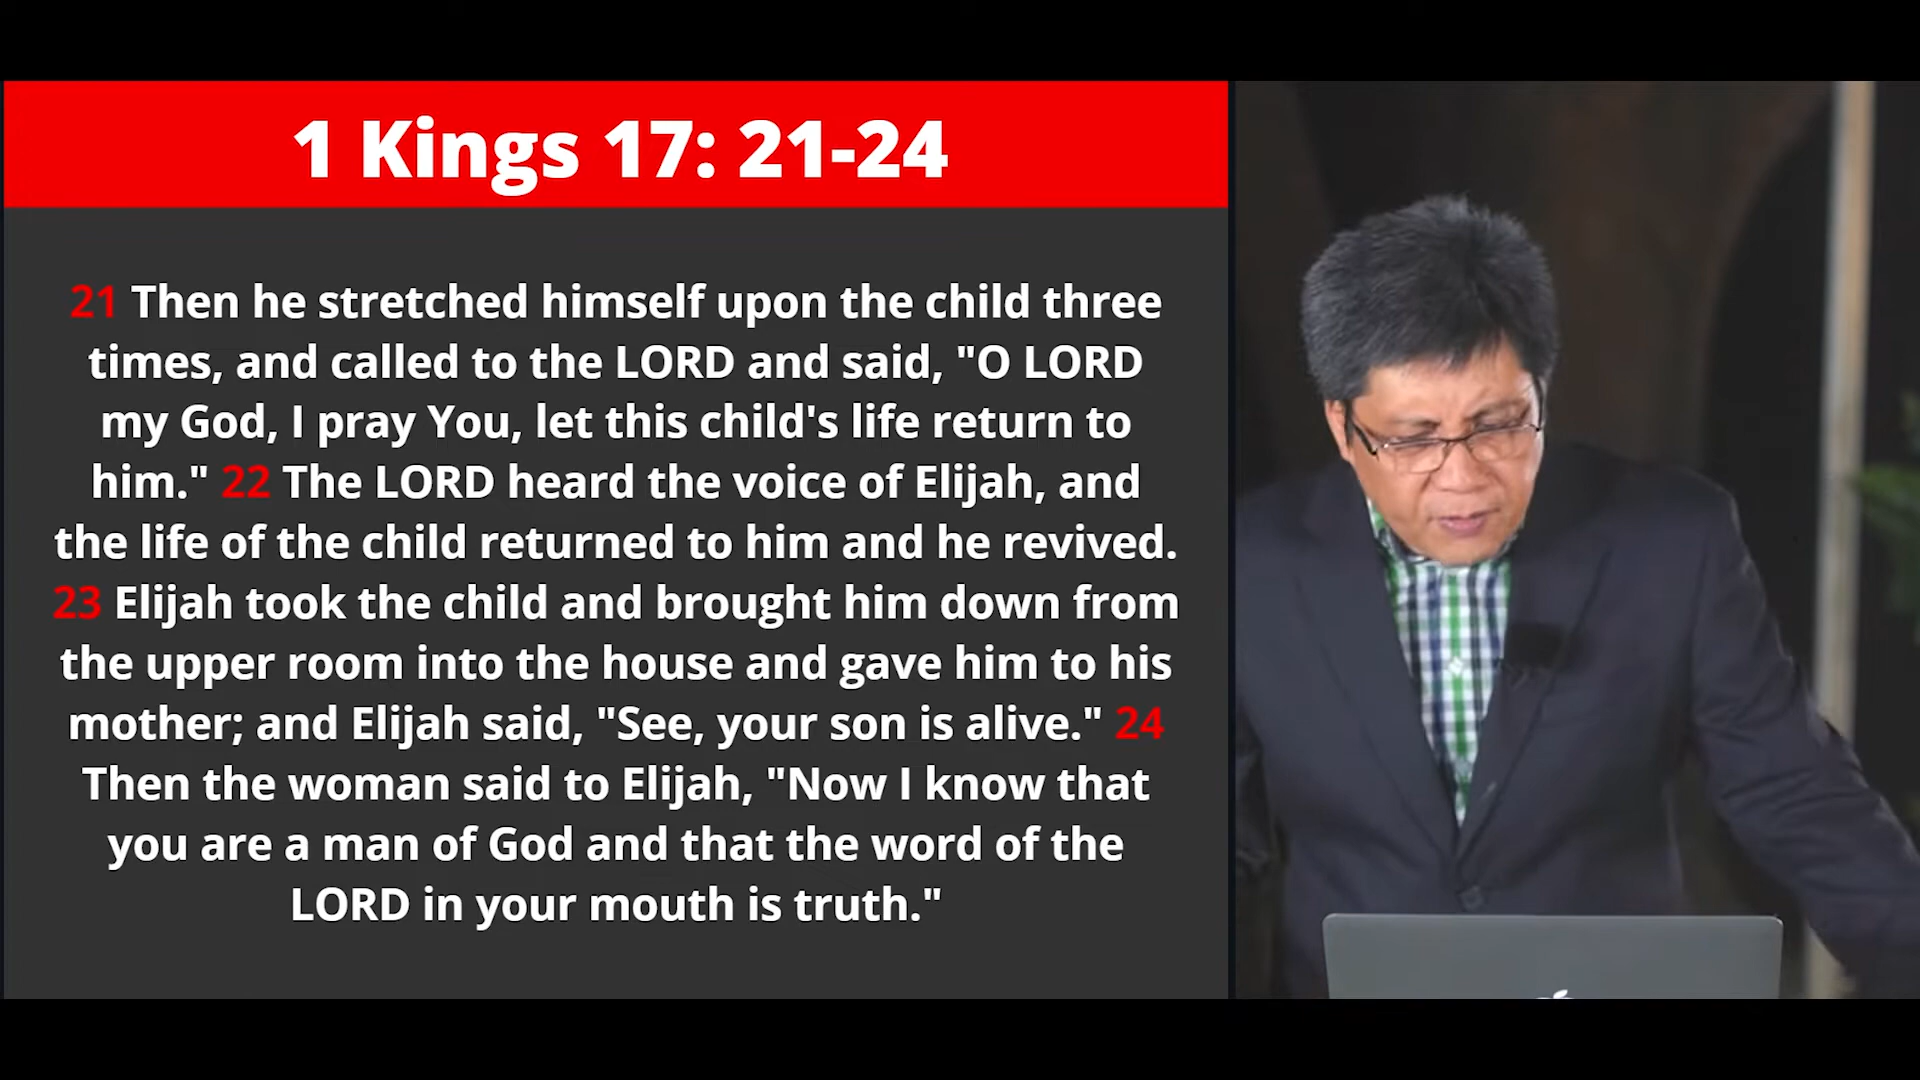 1 Kings 17: 21-24
21 Then he stretched himself upon the child three
times, and called to the LORD and said, "O LORD
my God, I pray You, let this child's life return to
him." 22 The LORD heard the voice of Elijah, and
the life of the child returned to him and he revived.
23 Elijah took the child and brought him down from
the upper room into the house and gave him to his
mother; and Elijah said, "See, your son is alive." 24
Then the woman said to Elijah, "Now I know that
you are a man of God and that the word of the
LORD in your mouth is truth."